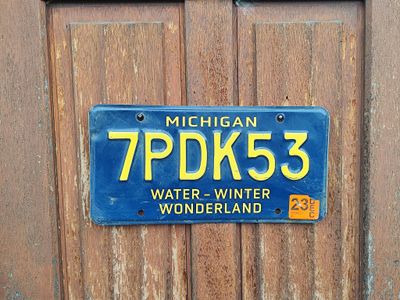 MICHIGAN
7PDK53
WATER - WINTER
WONDERLAND
23